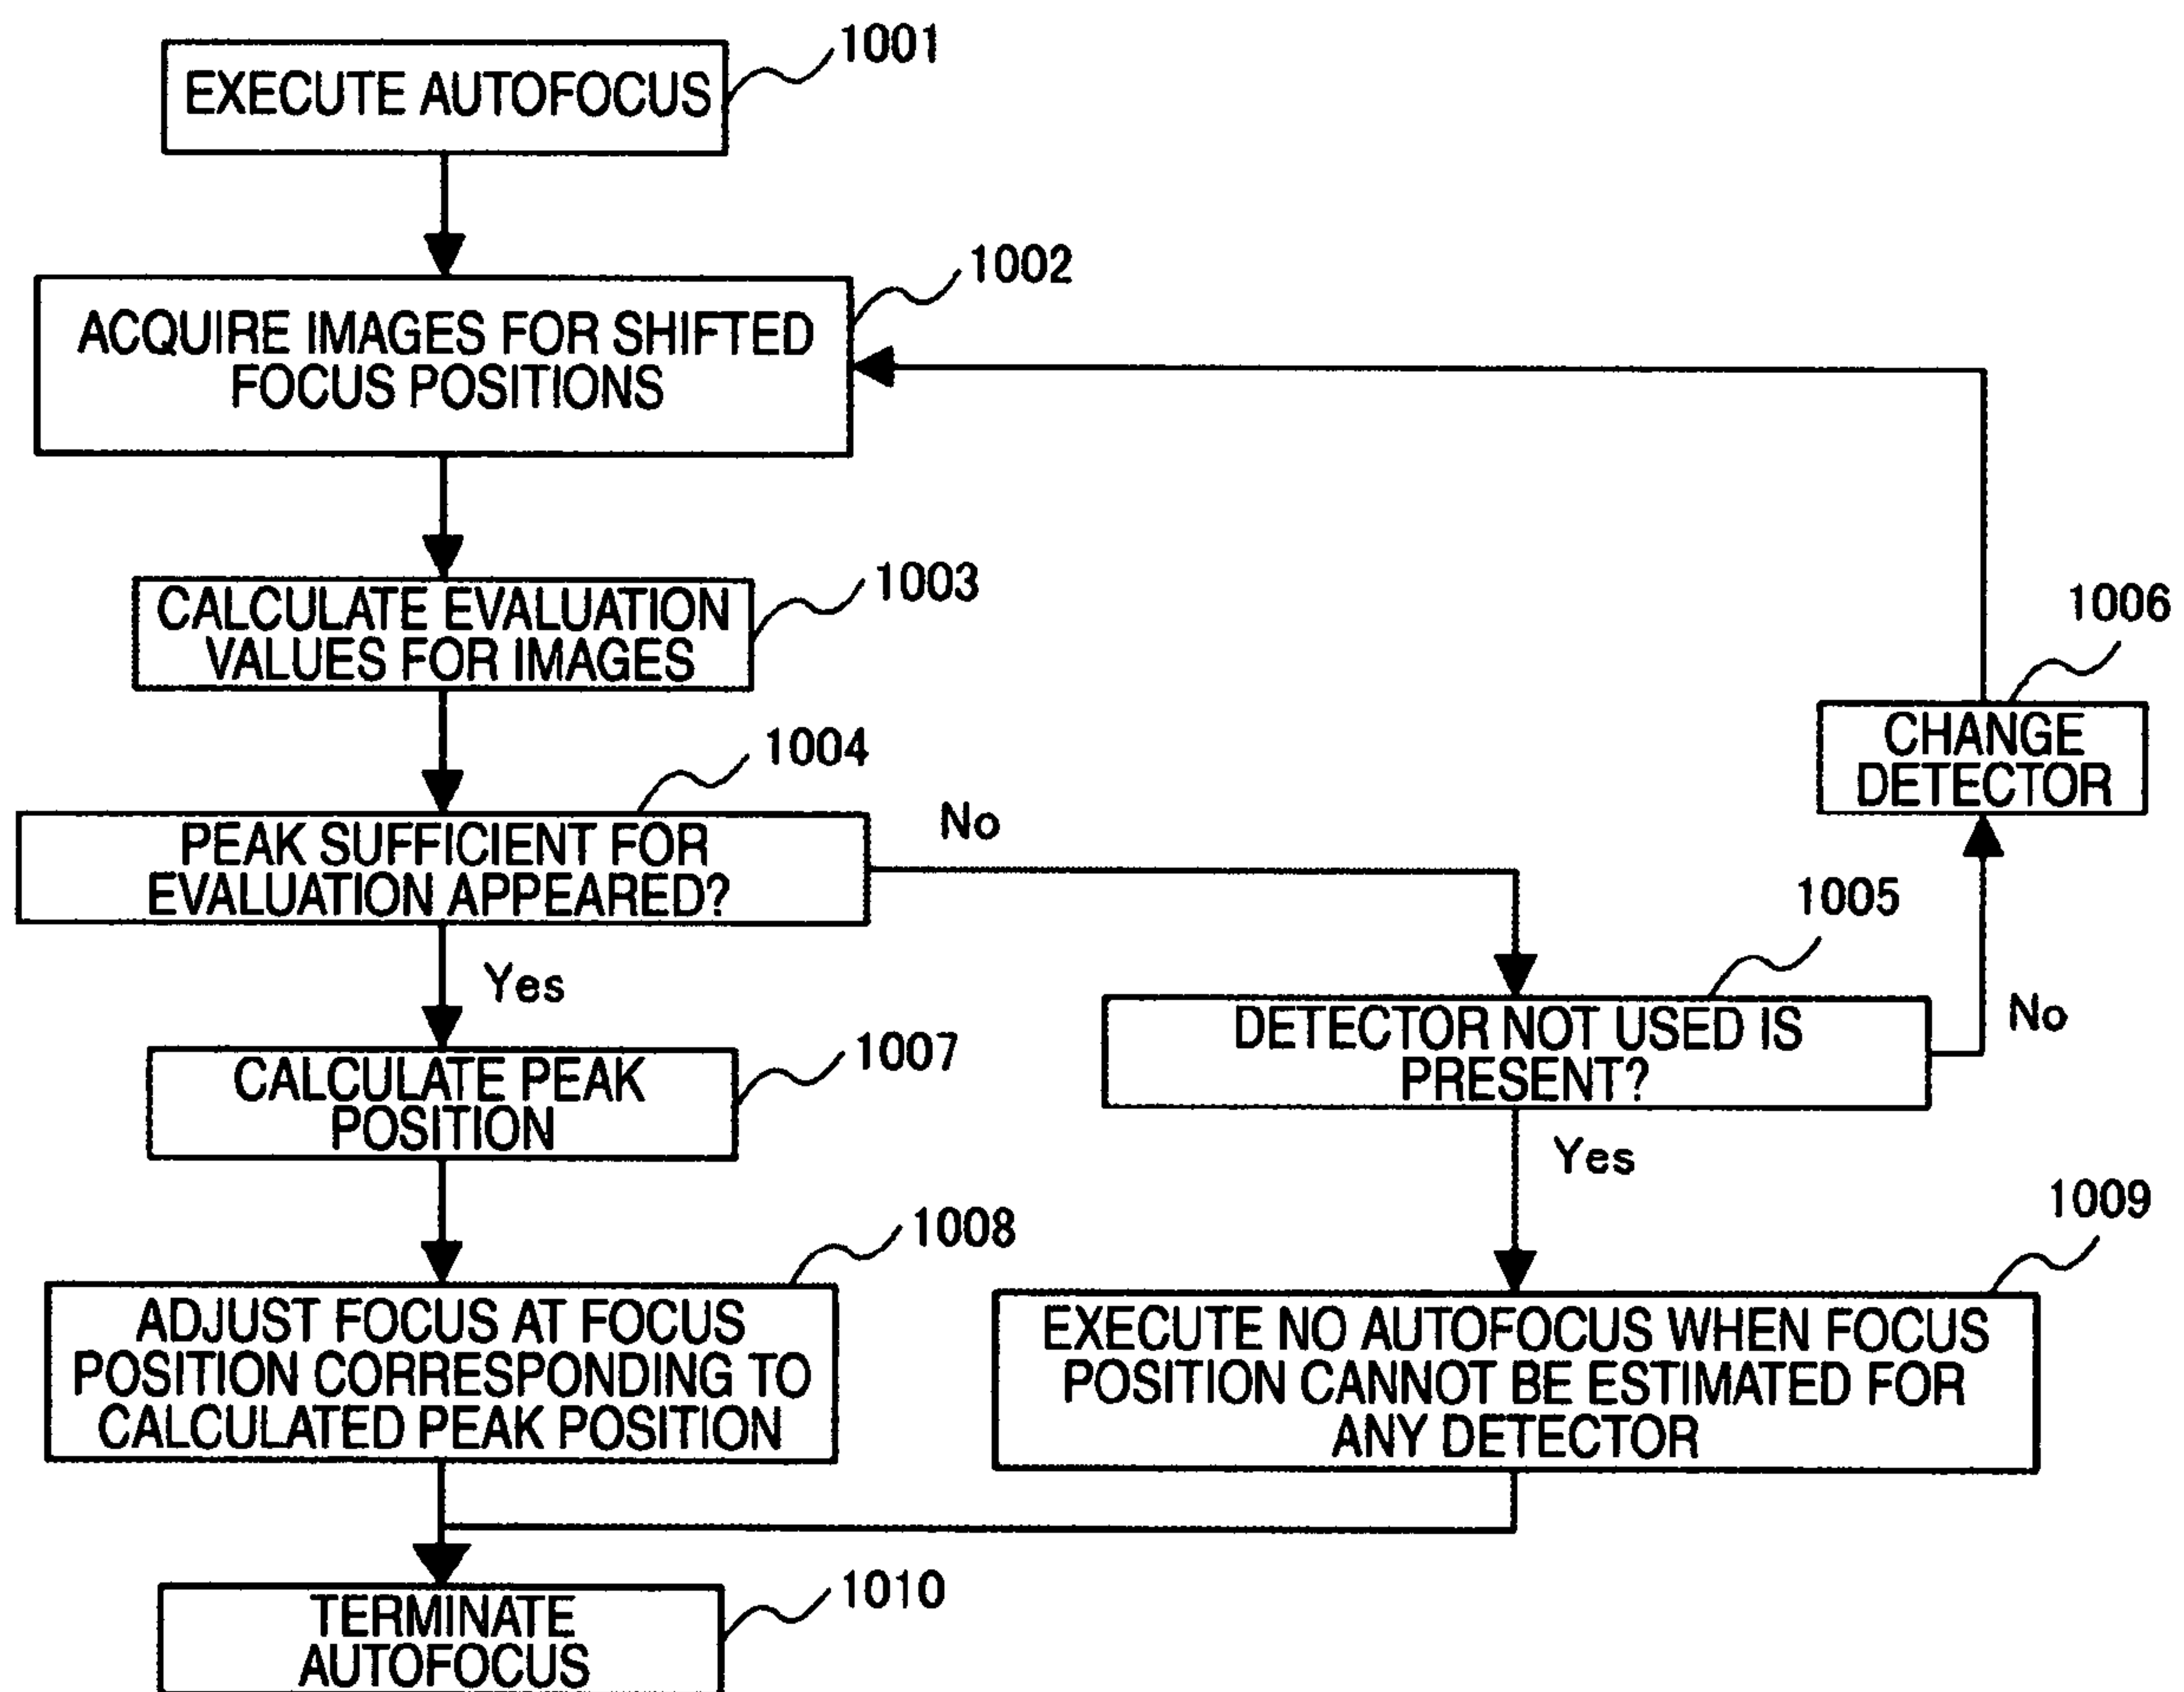 1001
EXECUTE AUTOFOCUS
1002
ACQUIRE IMAGES FOR SHIFTED
FOCUS POSITIONS
1003
CALCULATE EVALUATION
VALUES FOR IMAGES
1006
CHANGE
DETECTOR
1004
PEAK SUFFICIENT FOR
EVALUATION APPEARED?
No
Yes
1005
DETECTOR NOT USED IS
PRESENT?
No
Yes
1007
CALCULATE PEAK
POSITION
1008
ADJUST FOCUS AT FOCUS
POSITION CORRESPONDING TO
CALCULATED PEAK POSITION
1009
EXECUTE NO AUTOFOCUS WHEN FOCUS
POSITION CANNOT BE ESTIMATED FOR
ANY DETECTOR
1010
TERMINATE
AUTOFOCUS